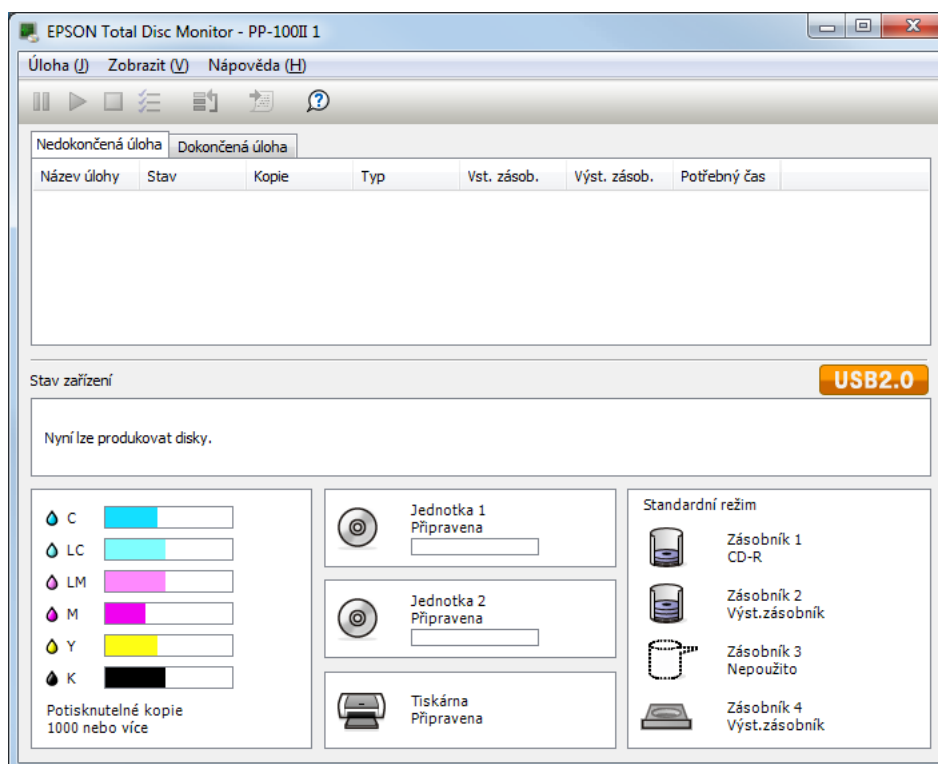 EPSON Total Disc Monitor - PP-100II 1
Úloha (J) Zobrazit (V) Nápověda (H)
Nedokončená úloha Dokončená úloha
Název úlohy Stav Kopie Typ Vst. zásob. Výst. zásob. Potřebný čas
Stav zařízení
USB2.0
Nyní lze produkovat disky.
C
LC
LM
M
Y
K
Potisknutelné kopie
1000 nebo více
Jednotka 1
Připravena
Jednotka 2
Připravena
Tiskárna
Připravena
Standardní režim
Zásobník 1
CD-R
Zásobník 2
Výst.zásobník
Zásobník 3
Nepoužito
Zásobník 4
Výst.zásobník